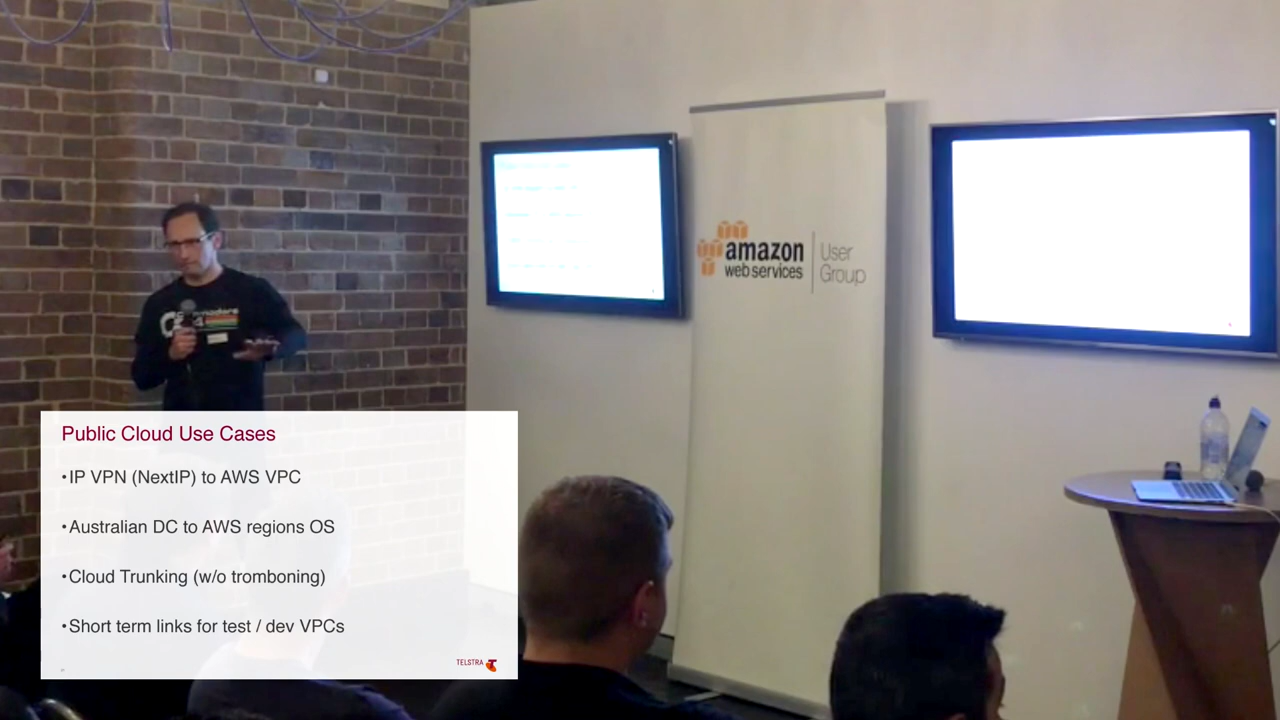 amazon
web services
User
Group
Public Cloud Use Cases
•IP VPN (NextIP) to AWS VPC
•Australian DC to AWS regions OS
•Cloud Trunking (w/o tromboning)
•Short term links for test / dev VPCs
TELSTRA